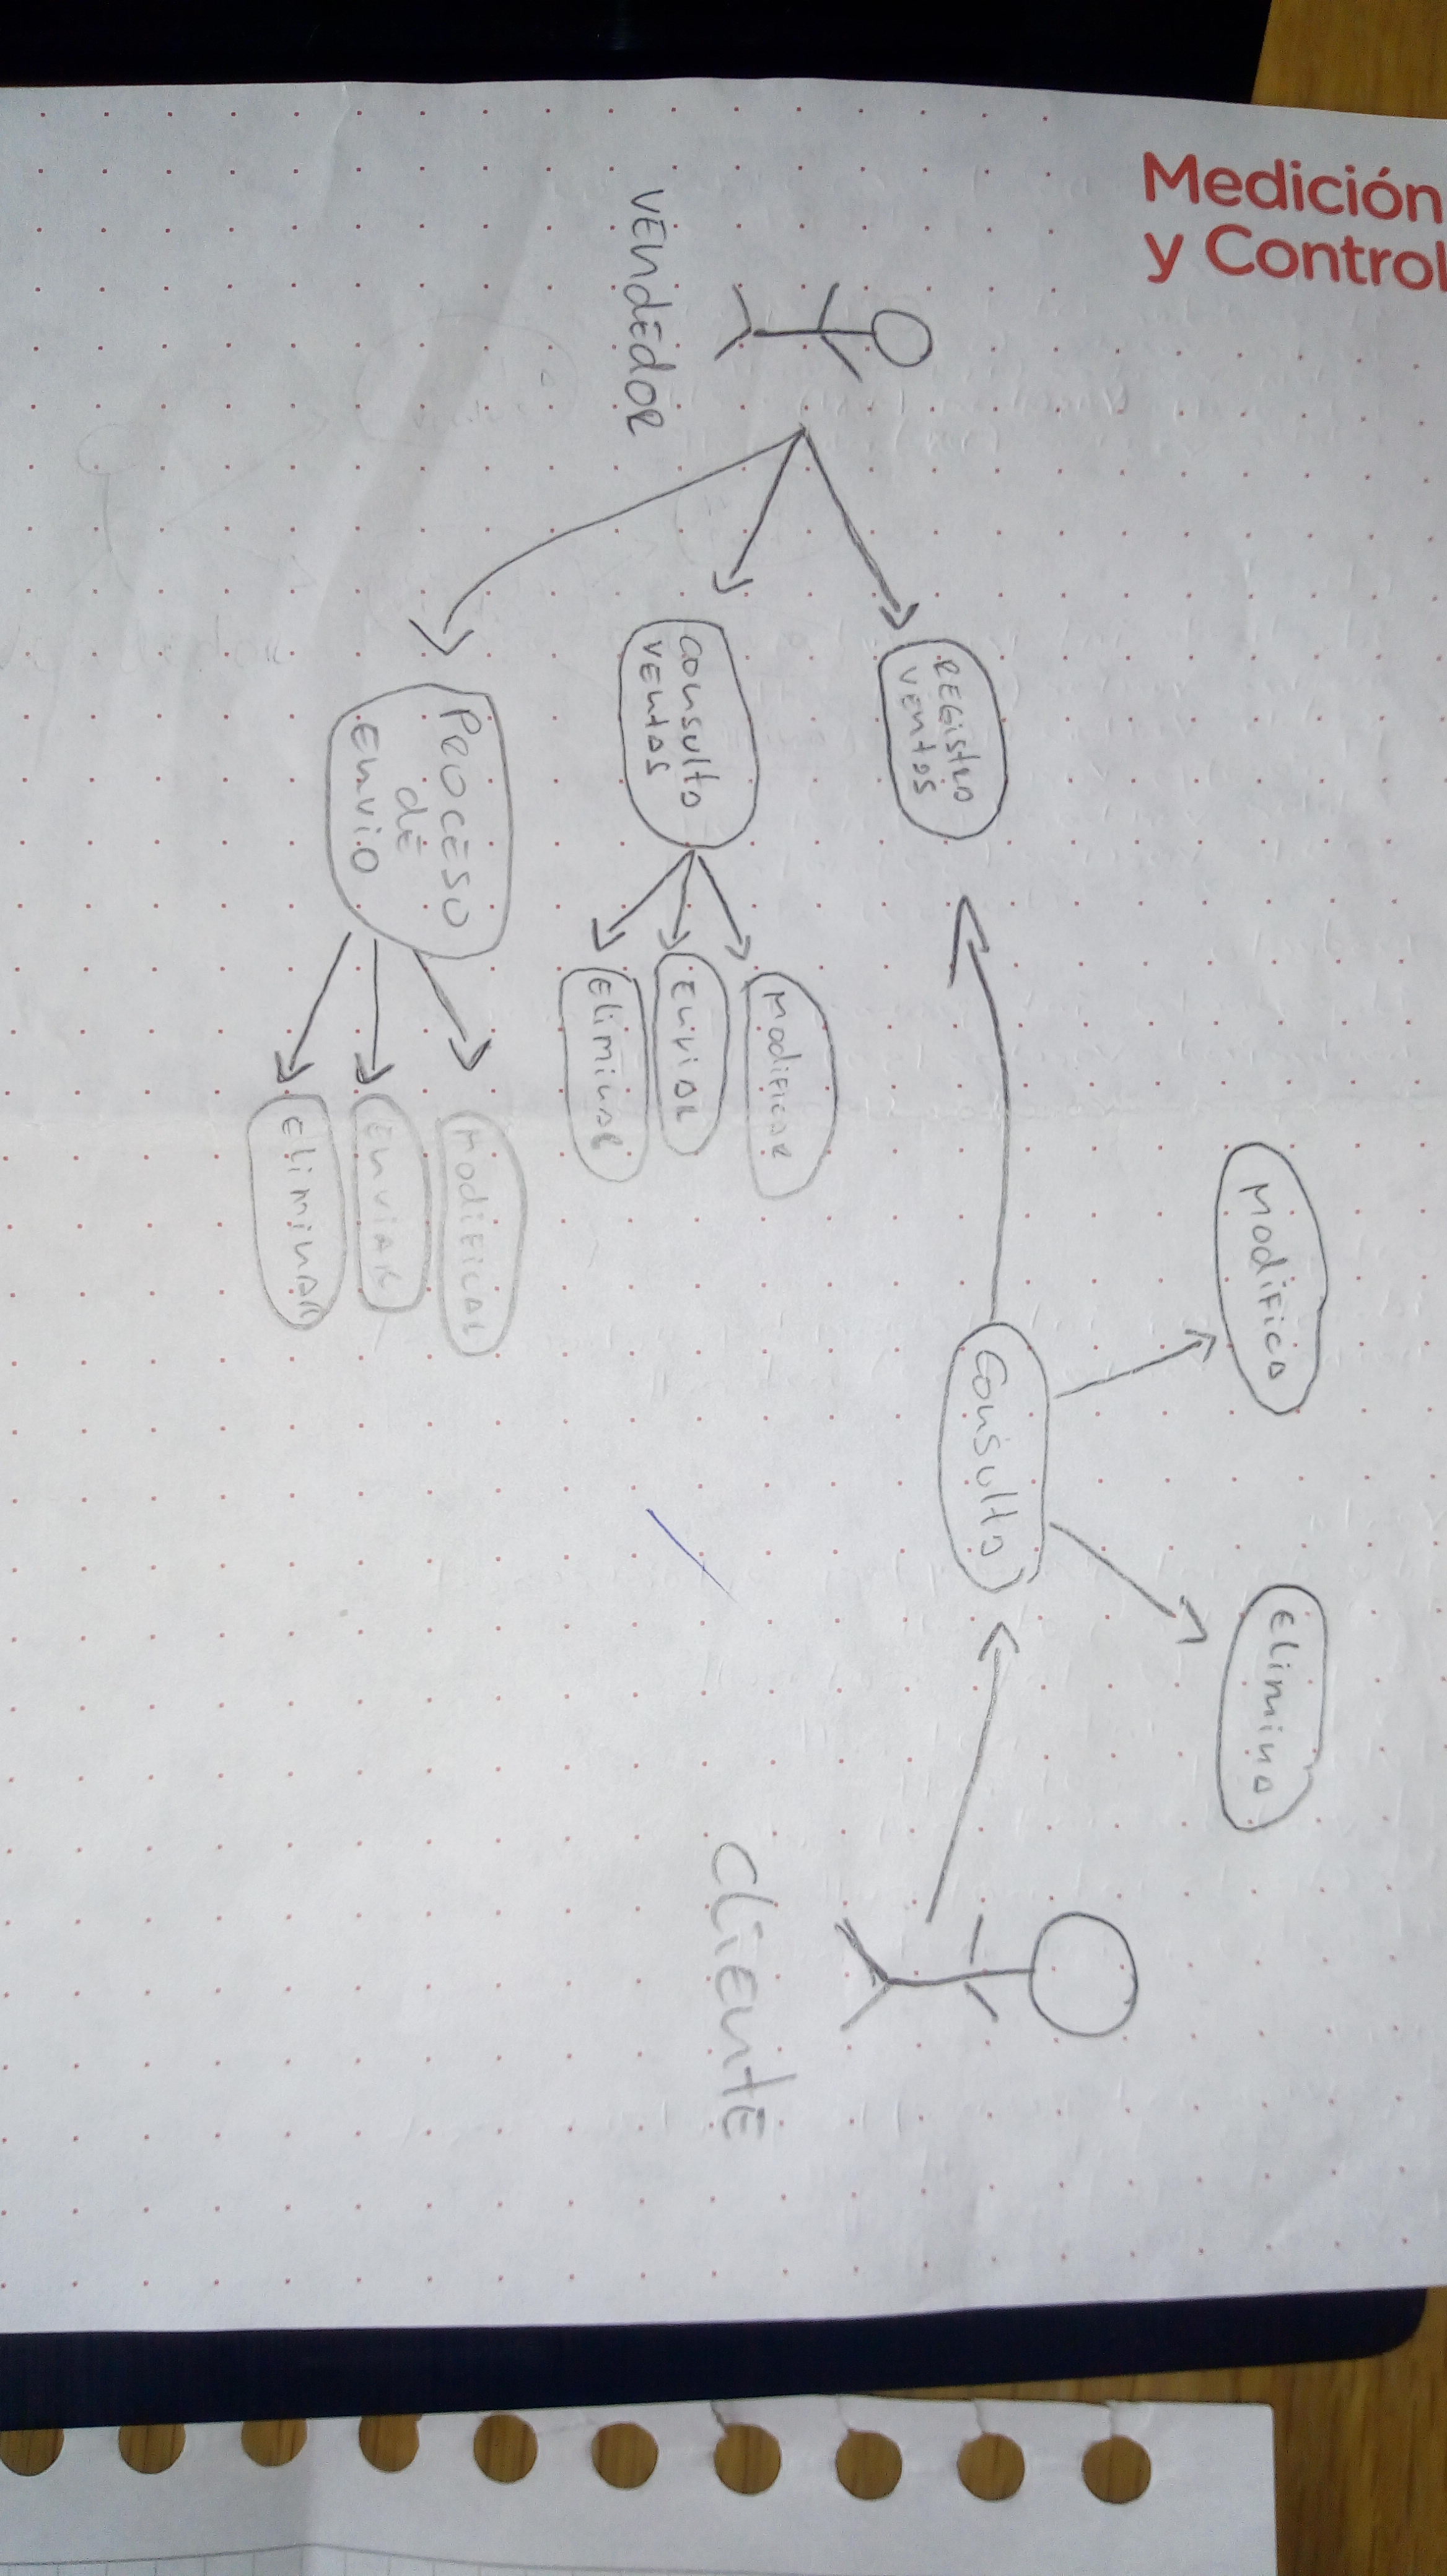 Medición
y Control
VEndEdOR
REGistro
VEntas
consulta
VEntas
ModiFicar
EnViar
Eliminar
PROCESO
dE
EnViO
ModiFicar
EnViAR
EliminAR
Consulta
ModiFica
Elimina
CliEntE